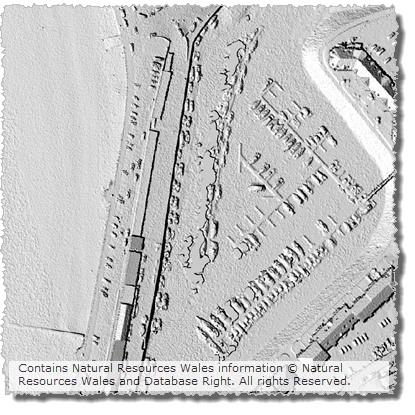 Contains Natural Resources Wales information © Natural
Resources Wales and Database Right. All rights Reserved.